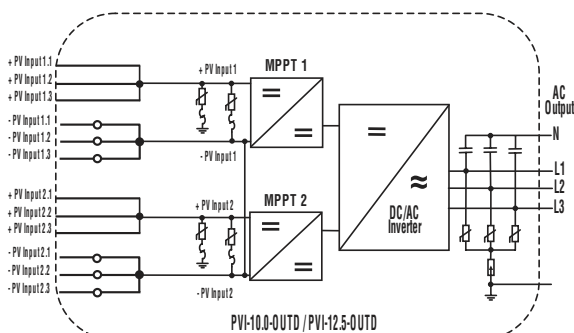 + PV Input 1.1
+ PV Input 1.2
+ PV Input 1.3
- PV Input 1.1
- PV Input 1.2
- PV Input 1.3
+ PV Input 1
- PV Input 1
MPPT 1
+ PV Input 2.1
+ PV Input 2.2
+ PV Input 2.3
- PV Input 2.1
- PV Input 2.2
- PV Input 2.3
+ PV Input 2
- PV Input 2
MPPT 2
DC/AC
Inverter
AC
Output
N
L1
L2
L3
PVI-10.0-OUTD / PVI-12.5-OUTD